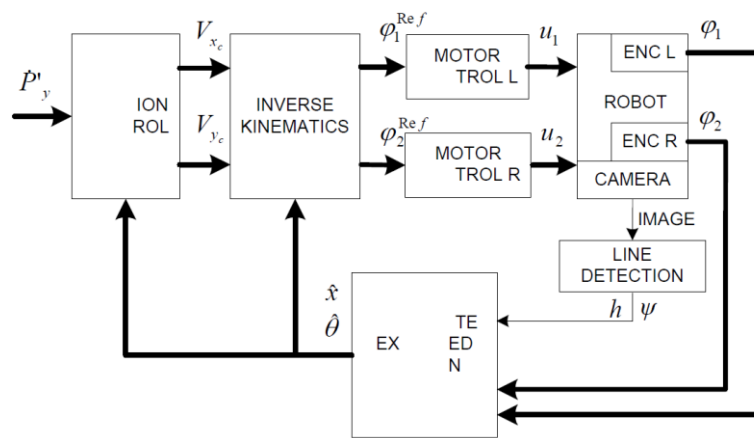 Ṗ'y
ION
ROL
Vxc
Vyc
INVERSE
KINEMATICS
φ1Ref
φ2Ref
MOTOR
TROL L
MOTOR
TROL R
u1
u2
ENC L
ROBOT
ENC R
CAMERA
φ1
φ2
IMAGE
LINE
DETECTION
h ψ
x̂
θ̂
TE
EX ED
N